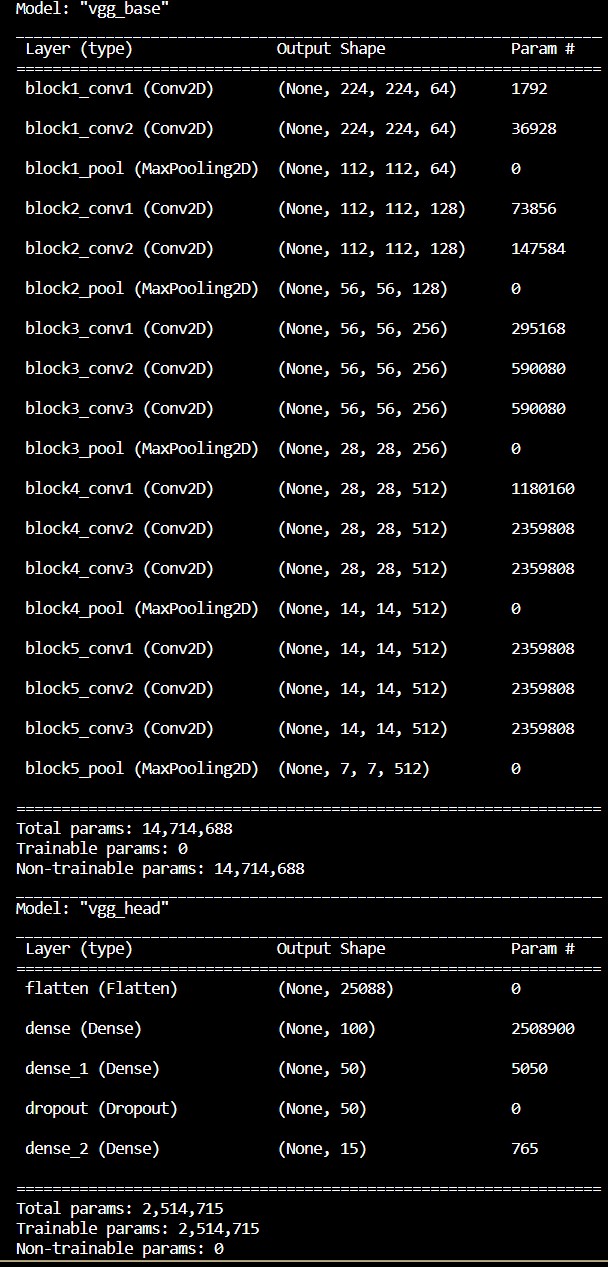 Model: "vgg_base"
_________________________________________________________________
Layer (type) Output Shape Param #
=================================================================
block1_conv1 (Conv2D) (None, 224, 224, 64) 1792
block1_conv2 (Conv2D) (None, 224, 224, 64) 36928
block1_pool (MaxPooling2D) (None, 112, 112, 64) 0
block2_conv1 (Conv2D) (None, 112, 112, 128) 73856
block2_conv2 (Conv2D) (None, 112, 112, 128) 147584
block2_pool (MaxPooling2D) (None, 56, 56, 128) 0
block3_conv1 (Conv2D) (None, 56, 56, 256) 295168
block3_conv2 (Conv2D) (None, 56, 56, 256) 590080
block3_conv3 (Conv2D) (None, 56, 56, 256) 590080
block3_pool (MaxPooling2D) (None, 28, 28, 256) 0
block4_conv1 (Conv2D) (None, 28, 28, 512) 1180160
block4_conv2 (Conv2D) (None, 28, 28, 512) 2359808
block4_conv3 (Conv2D) (None, 28, 28, 512) 2359808
block4_pool (MaxPooling2D) (None, 14, 14, 512) 0
block5_conv1 (Conv2D) (None, 14, 14, 512) 2359808
block5_conv2 (Conv2D) (None, 14, 14, 512) 2359808
block5_conv3 (Conv2D) (None, 14, 14, 512) 2359808
block5_pool (MaxPooling2D) (None, 7, 7, 512) 0
=================================================================
Total params: 14,714,688
Trainable params: 0
Non-trainable params: 14,714,688
_________________________________________________________________
Model: "vgg_head"
_________________________________________________________________
Layer (type) Output Shape Param #
=================================================================
flatten (Flatten) (None, 25088) 0
dense (Dense) (None, 100) 2508900
dense_1 (Dense) (None, 50) 5050
dropout (Dropout) (None, 50) 0
dense_2 (Dense) (None, 15) 765
=================================================================
Total params: 2,514,715
Trainable params: 2,514,715
Non-trainable params: 0